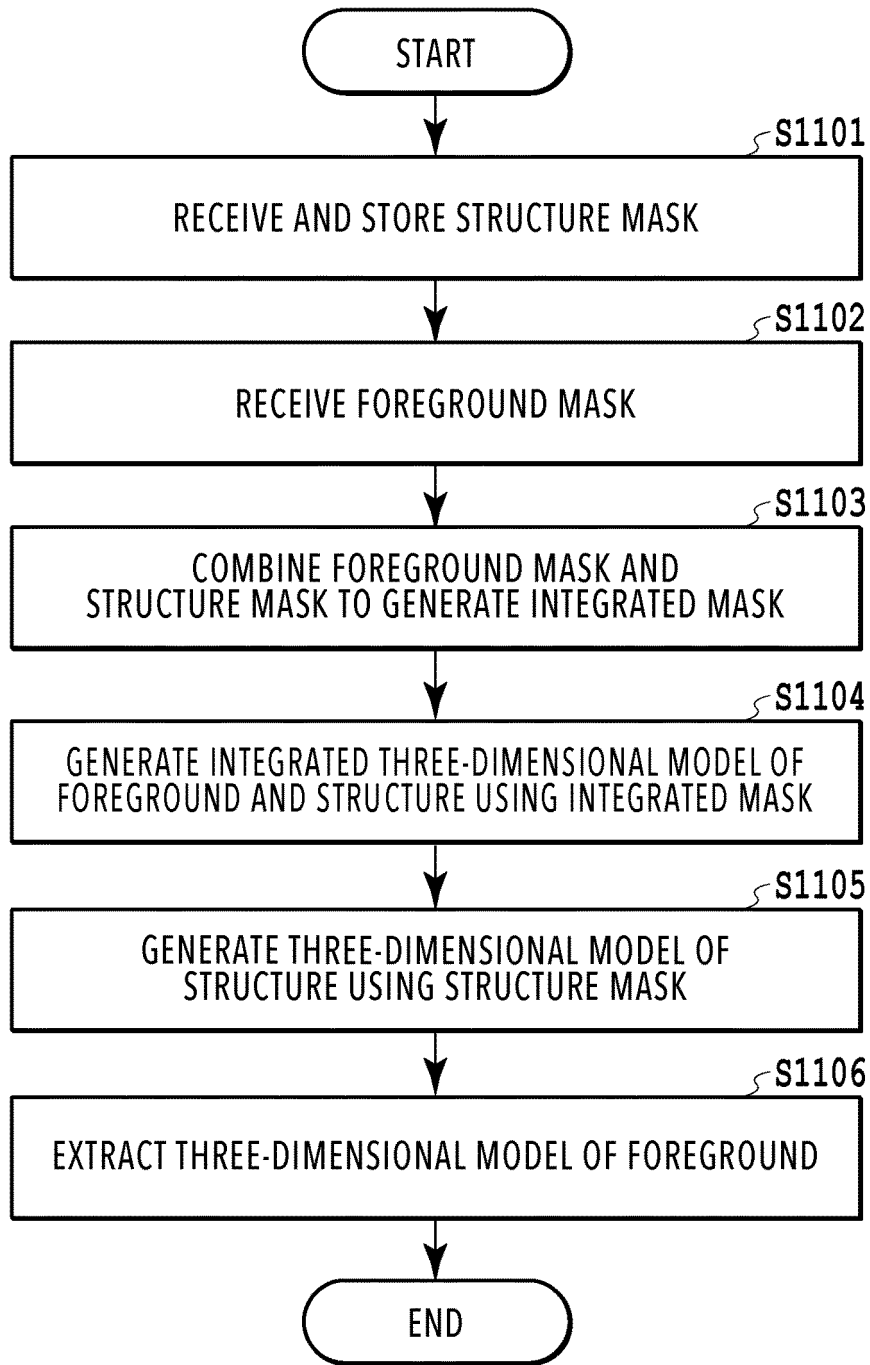 START
S1101
RECEIVE AND STORE STRUCTURE MASK
S1102
RECEIVE FOREGROUND MASK
S1103
COMBINE FOREGROUND MASK AND
STRUCTURE MASK TO GENERATE INTEGRATED MASK
S1104
GENERATE INTEGRATED THREE-DIMENSIONAL MODEL OF
FOREGROUND AND STRUCTURE USING INTEGRATED MASK
S1105
GENERATE THREE-DIMENSIONAL MODEL OF
STRUCTURE USING STRUCTURE MASK
S1106
EXTRACT THREE-DIMENSIONAL MODEL OF FOREGROUND
END